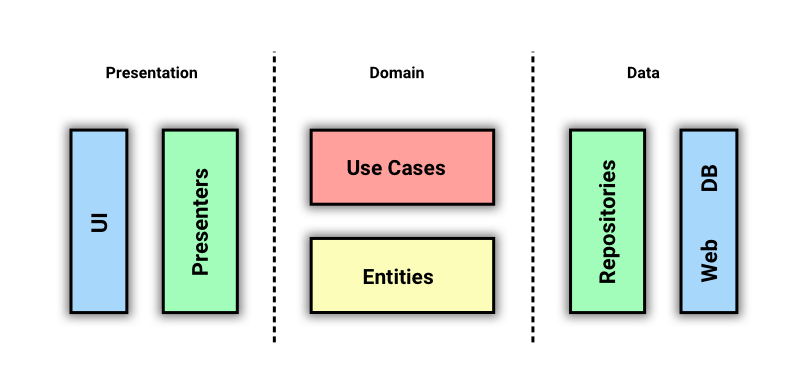 Presentation
Domain
Data
UI
Presenters
Use Cases
Entities
Repositories
Web DB